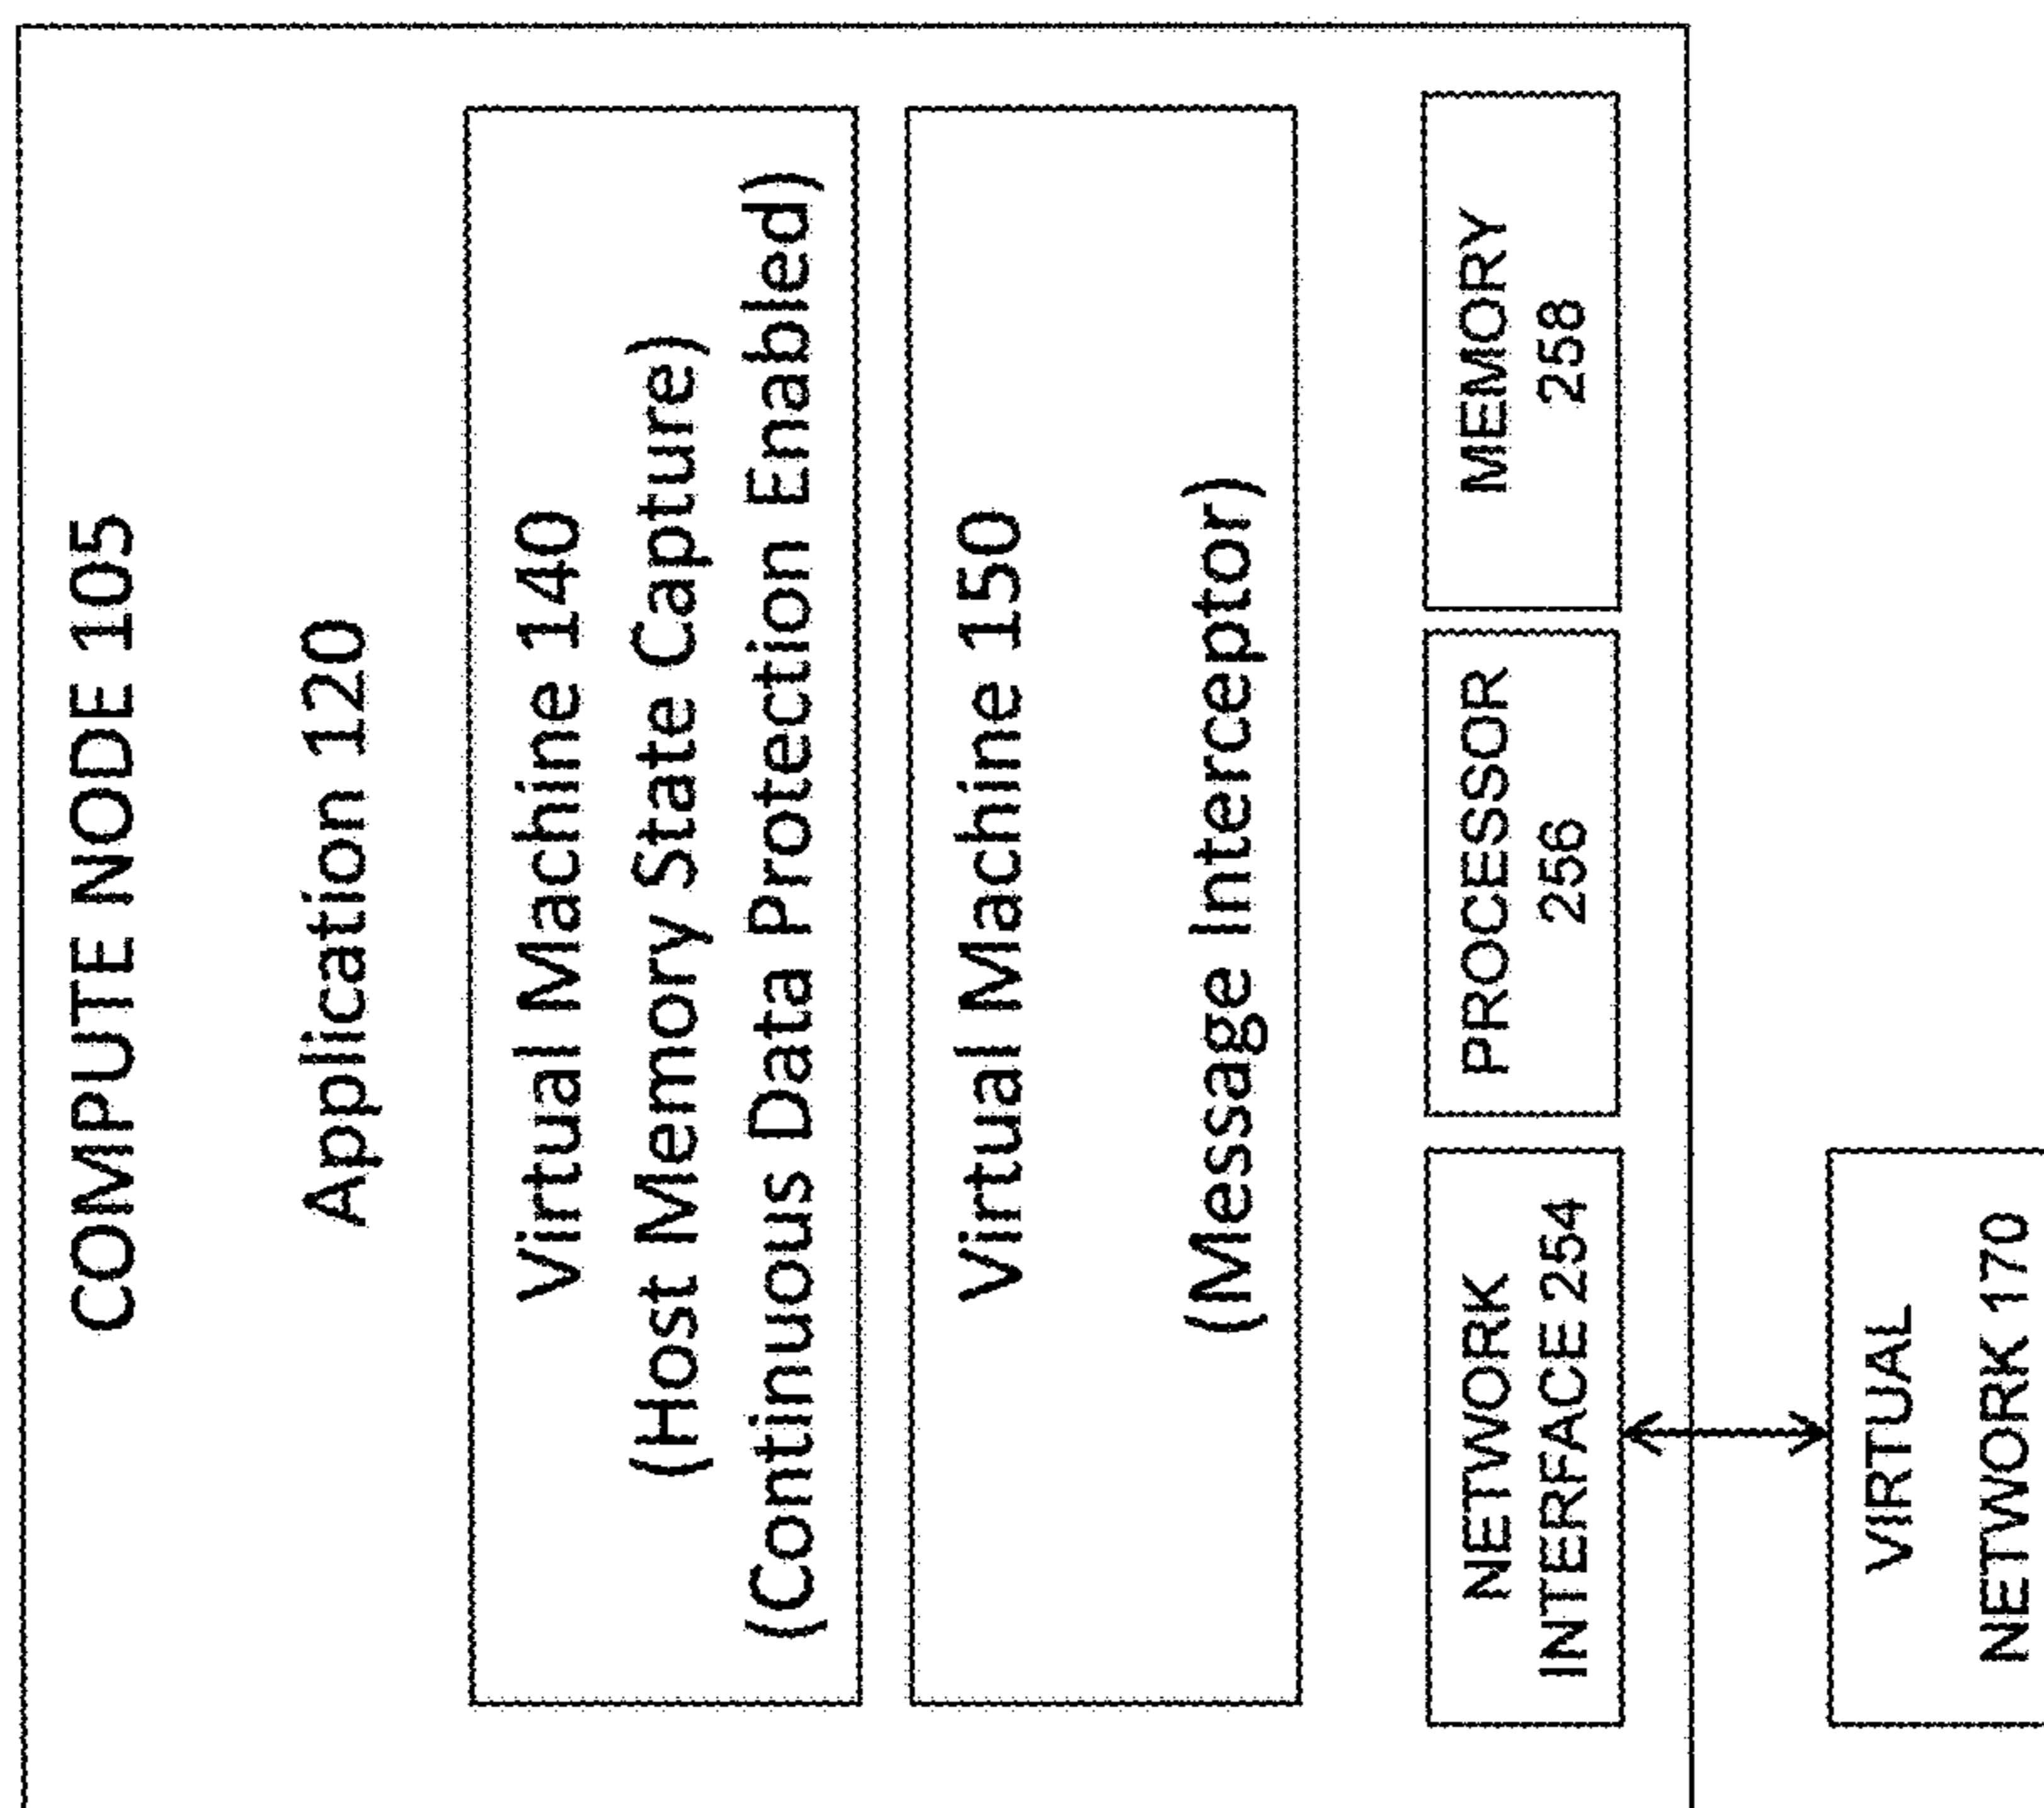 COMPUTE NODE 105
Application 120
Virtual Machine 140
(Host Memory State Capture)
(Continuous Data Protection Enabled)
Virtual Machine 150
(Message Interceptor)
NETWORK
INTERFACE 254
PROCESSOR
256
MEMORY
258
VIRTUAL
NETWORK 170